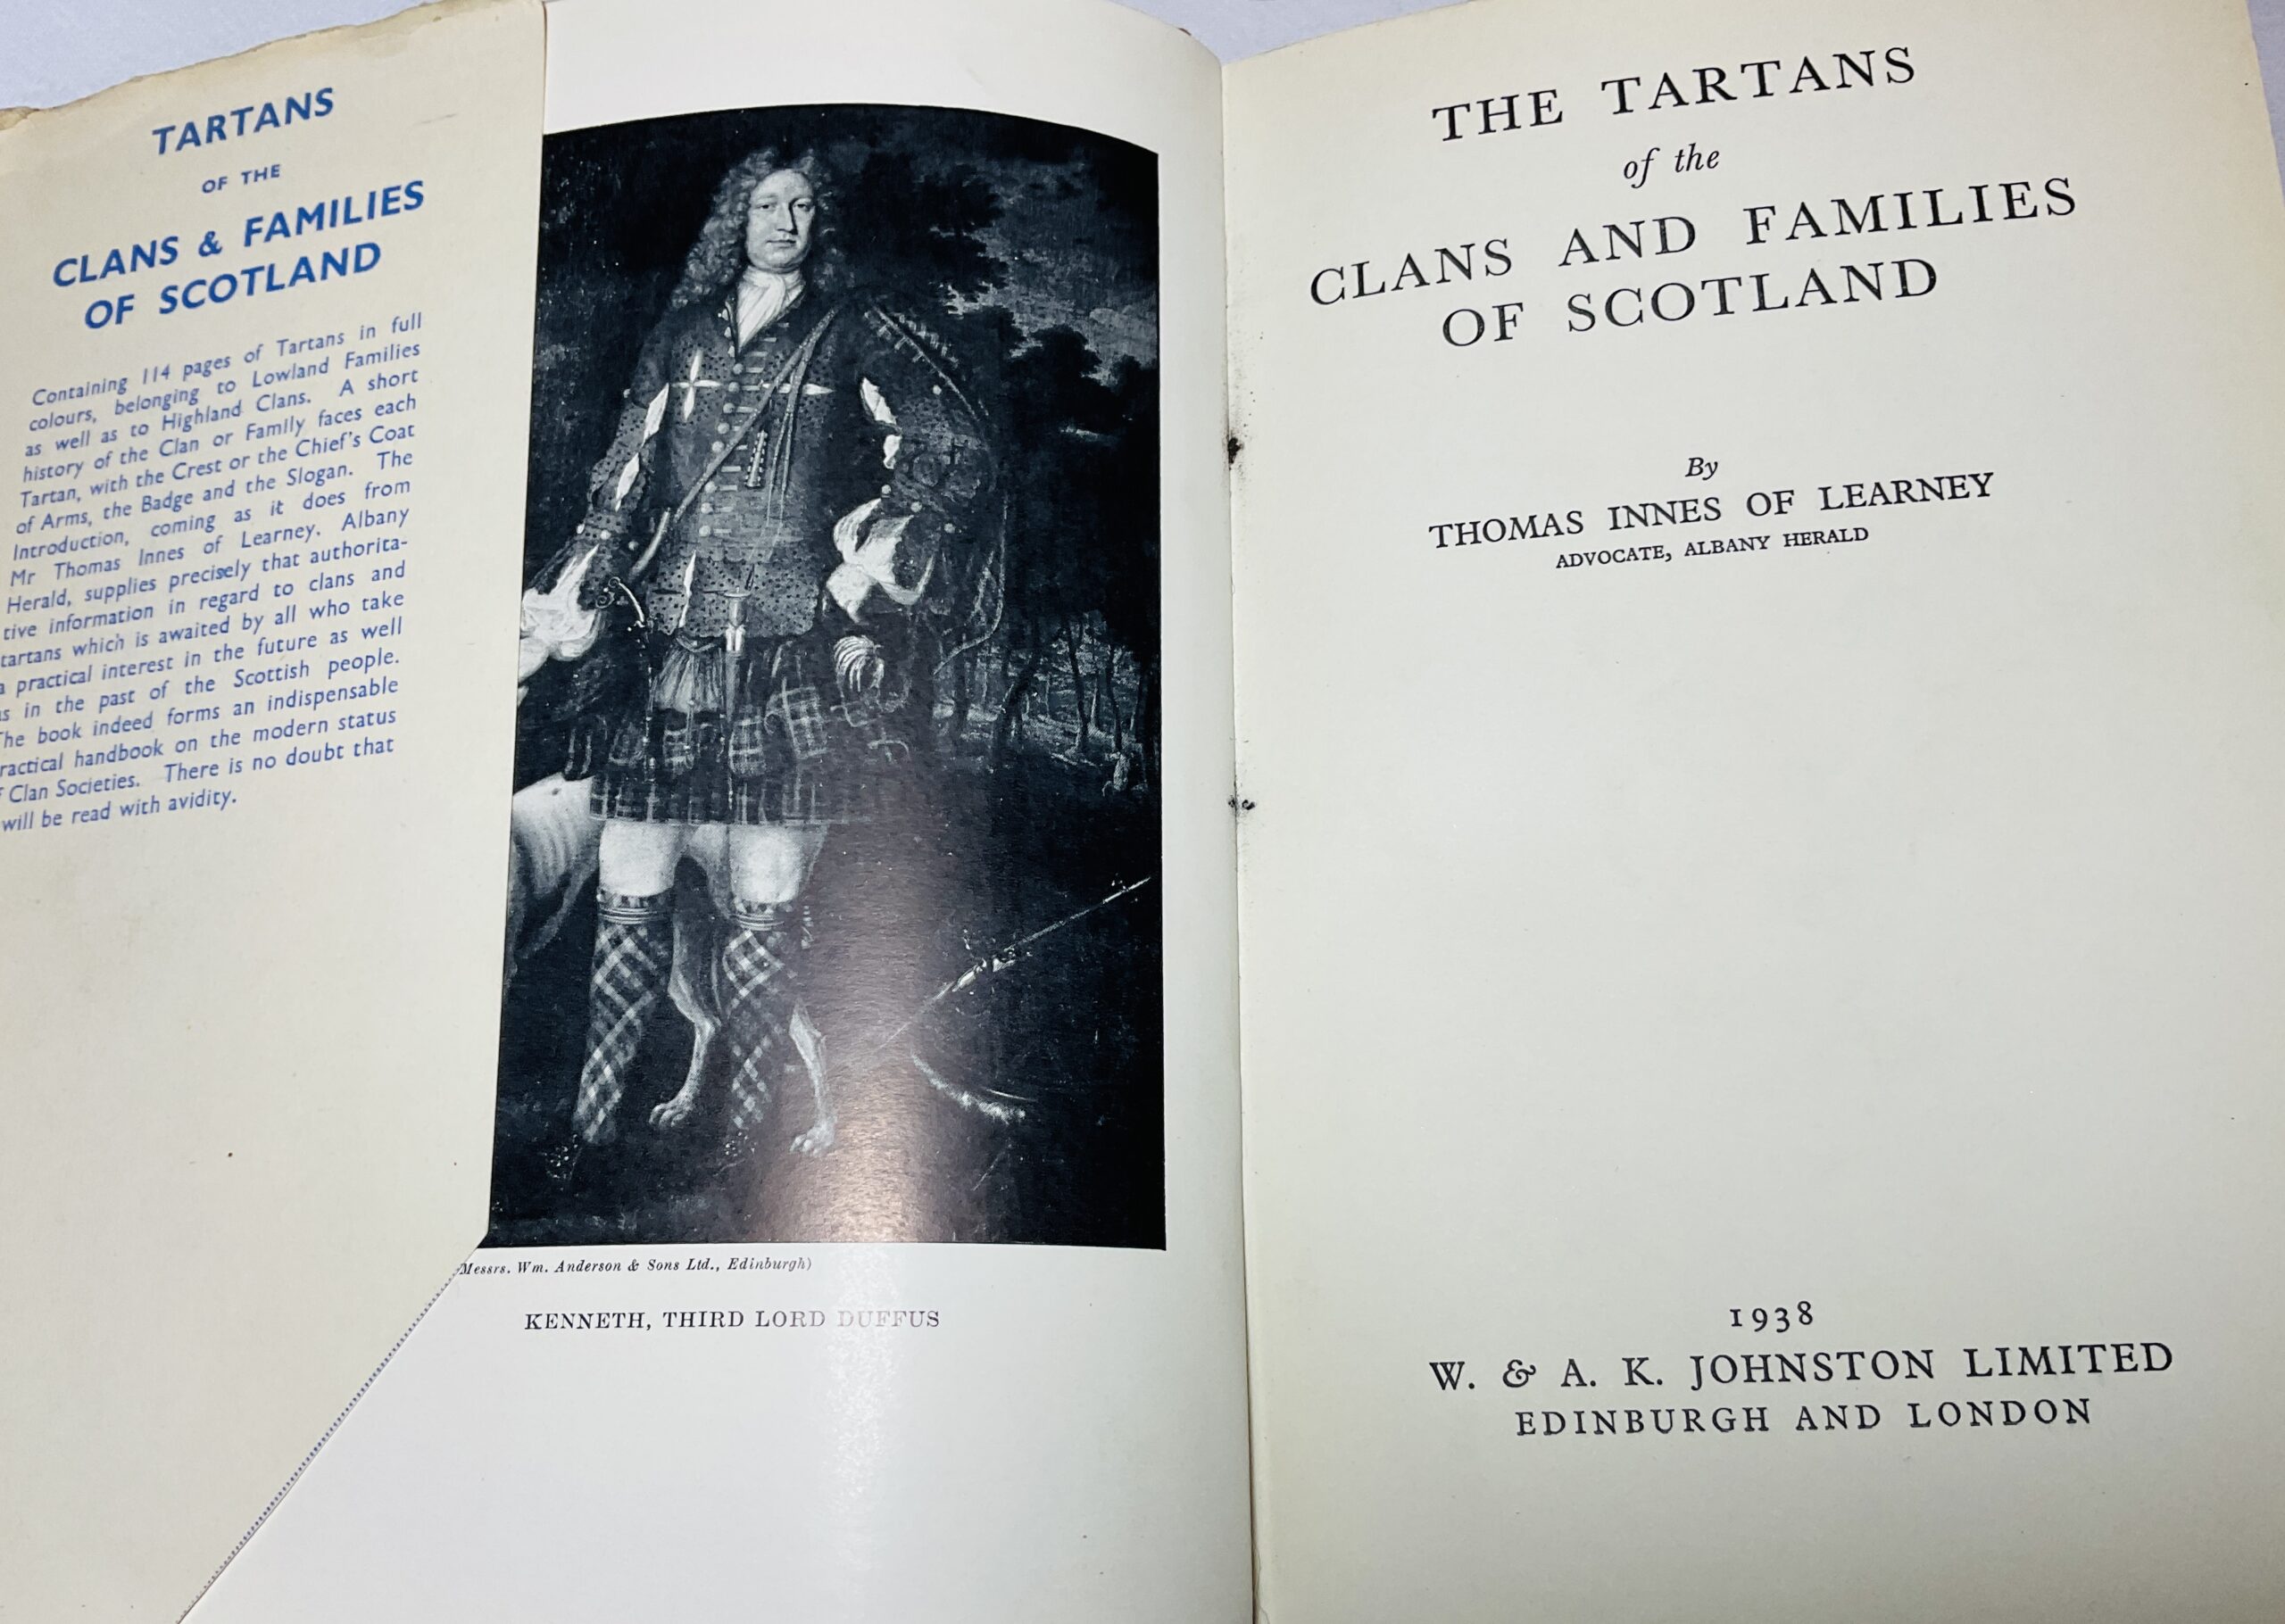 TARTANS
OF THE
CLANS & FAMILIES
OF SCOTLAND
Containing 114 pages of Tartans in full
colours, belonging to Lowland Families
as well as to Highland Clans. A short
history of the Clan or Family faces each
Tartan, with the Crest or the Chief's Coat
of Arms, the Badge and the Slogan. The
Introduction, coming as it does from
Mr Thomas Innes of Learney. Albany
Herald, supplies precisely that authorita-
tive information in regard to clans and
tartans which is awaited by all who take
a practical interest in the future as well
as in the past of the Scottish people.
The book indeed forms an indispensable
practical handbook on the modern status
of Clan Societies. There is no doubt that
will be read with avidity.
Messrs. Wm. Anderson & Sons Ltd., Edinburgh)
KENNETH, THIRD LORD DUFFUS
THE TARTANS
of the
CLANS AND FAMILIES
OF SCOTLAND
By
THOMAS INNES OF LEARNEY
ADVOCATE, ALBANY HERALD
1938
W. & A. K. JOHNSTON LIMITED
EDINBURGH AND LONDON